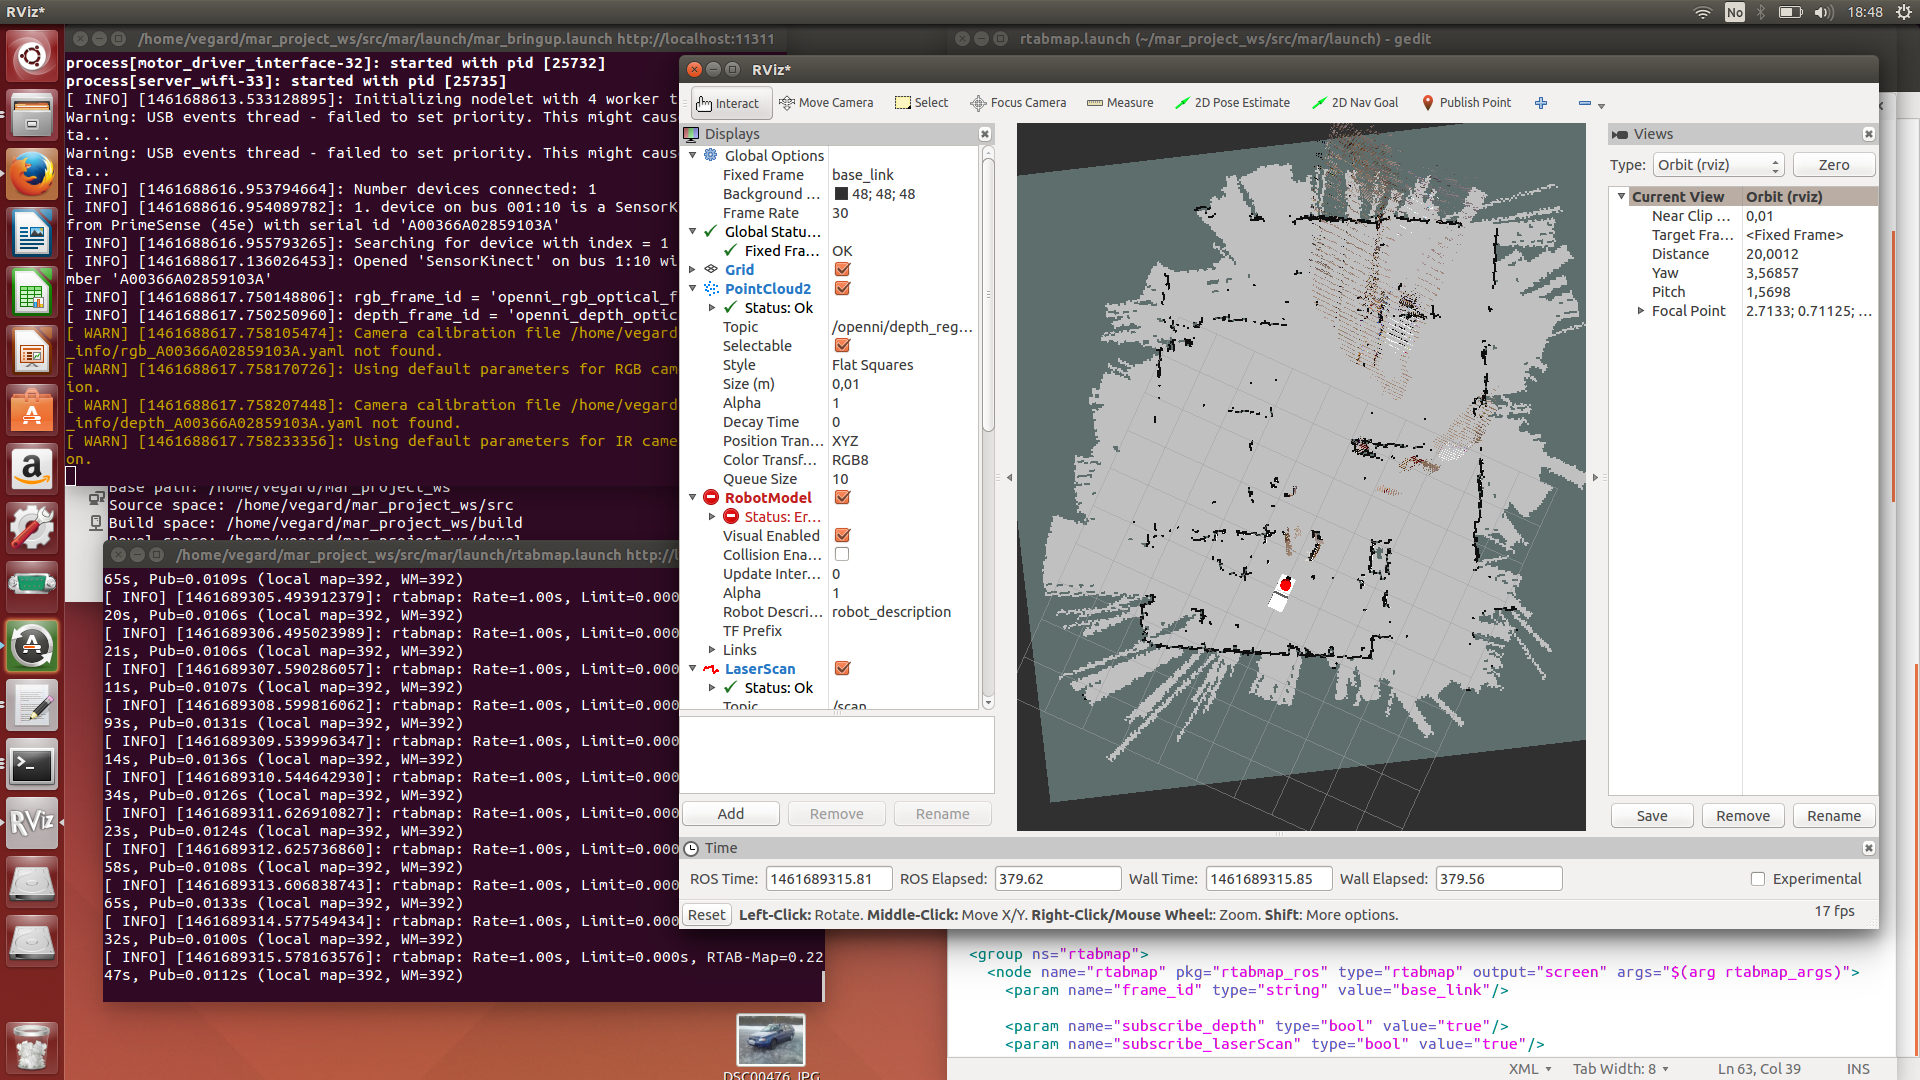 RViz*
No
18:48
/home/vegard/mar_project_ws/src/mar/launch/mar_bringup.launch http://localhost:11311
process[motor_driver_interface-32]: started with pid [25732]
process[server_wifi-33]: started with pid [25735]
[ INFO] [1461688613.533128895]: Initializing nodelet with 4 worker t
Warning: USB events thread - failed to set priority. This might caus
ta...
Warning: USB events thread - failed to set priority. This might caus
ta...
[ INFO] [1461688616.953794664]: Number devices connected: 1
[ INFO] [1461688616.954089782]: 1. device on bus 001:10 is a SensorK
from PrimeSense (45e) with serial id 'A00366A02859103A'
[ INFO] [1461688616.955793265]: Searching for device with index = 1
[ INFO] [1461688617.136026453]: Opened 'SensorKinect' on bus 1:10 wi
mber 'A00366A02859103A'
[ INFO] [1461688617.750148806]: rgb_frame_id = 'openni_rgb_optical_f
[ INFO] [1461688617.750250960]: depth_frame_id = 'openni_depth_optic
[ WARN] [1461688617.758105474]: Camera calibration file /home/vegard
_info/rgb_A00366A02859103A.yaml not found.
[ WARN] [1461688617.758170726]: Using default parameters for RGB cam
ion.
[ WARN] [1461688617.758207448]: Camera calibration file /home/vegard
_info/depth_A00366A02859103A.yaml not found.
[ WARN] [1461688617.758233356]: Using default parameters for IR came
on.
Base path: /home/vegard/mar_project_ws
Source space: /home/vegard/mar_project_ws/src
Build space: /home/vegard/mar_project_ws/build
Devel space: /home/vegard/mar_project_ws/devel
/home/vegard/mar_project_ws/src/mar/launch/rtabmap.launch http://l
65s, Pub=0.0109s (local map=392, WM=392)
[ INFO] [1461689305.493912379]: rtabmap: Rate=1.00s, Limit=0.000
20s, Pub=0.0106s (local map=392, WM=392)
[ INFO] [1461689306.495023989]: rtabmap: Rate=1.00s, Limit=0.000
21s, Pub=0.0106s (local map=392, WM=392)
[ INFO] [1461689307.590286057]: rtabmap: Rate=1.00s, Limit=0.000
11s, Pub=0.0107s (local map=392, WM=392)
[ INFO] [1461689308.599816062]: rtabmap: Rate=1.00s, Limit=0.000
93s, Pub=0.0131s (local map=392, WM=392)
[ INFO] [1461689309.539996347]: rtabmap: Rate=1.00s, Limit=0.000
14s, Pub=0.0136s (local map=392, WM=392)
[ INFO] [1461689310.544642930]: rtabmap: Rate=1.00s, Limit=0.000
34s, Pub=0.0126s (local map=392, WM=392)
[ INFO] [1461689311.626910827]: rtabmap: Rate=1.00s, Limit=0.000
23s, Pub=0.0124s (local map=392, WM=392)
[ INFO] [1461689312.625736860]: rtabmap: Rate=1.00s, Limit=0.000
58s, Pub=0.0108s (local map=392, WM=392)
[ INFO] [1461689313.606838743]: rtabmap: Rate=1.00s, Limit=0.000
65s, Pub=0.0133s (local map=392, WM=392)
[ INFO] [1461689314.577549434]: rtabmap: Rate=1.00s, Limit=0.000
32s, Pub=0.0100s (local map=392, WM=392)
[ INFO] [1461689315.578163576]: rtabmap: Rate=1.00s, Limit=0.000s, RTAB-Map=0.22
47s, Pub=0.0112s (local map=392, WM=392)
RViz
DSC00476.JPG
rtabmap.launch (~/mar_project_ws/src/mar/launch) - gedit
RViz*
Interact Move Camera Select Focus Camera Measure 2D Pose Estimate 2D Nav Goal Publish Point
Displays
Global Options
Fixed Frame base_link
Background ... 48; 48; 48
Frame Rate 30
Global Statu...
Fixed Fra... OK
Grid
PointCloud2
Status: Ok
Topic /openni/depth_reg...
Selectable
Style Flat Squares
Size (m) 0,01
Alpha 1
Decay Time 0
Position Tran... XYZ
Color Transf... RGB8
Queue Size 10
RobotModel
Status: Er...
Visual Enabled
Collision Ena...
Update Inter... 0
Alpha 1
Robot Descri... robot_description
TF Prefix
Links
LaserScan
Status: Ok
Topic /scan
Add Remove Rename
Views
Type: Orbit (rviz) Zero
Current View Orbit (rviz)
Near Clip ... 0,01
Target Fra... <Fixed Frame>
Distance 20,0012
Yaw 3,56857
Pitch 1,5698
Focal Point 2.7133; 0.71125; ...
Save Remove Rename
Time
ROS Time: 1461689315.81 ROS Elapsed: 379.62 Wall Time: 1461689315.85 Wall Elapsed: 379.56 Experimental
Reset Left-Click: Rotate. Middle-Click: Move X/Y. Right-Click/Mouse Wheel:: Zoom. Shift: More options. 17 fps
<group ns="rtabmap">
<node name="rtabmap" pkg="rtabmap_ros" type="rtabmap" output="screen" args="$(arg rtabmap_args)">
<param name="frame_id" type="string" value="base_link"/>
<param name="subscribe_depth" type="bool" value="true"/>
<param name="subscribe_laserScan" type="bool" value="true"/>
XML Tab Width: 8 Ln 63, Col 39 INS